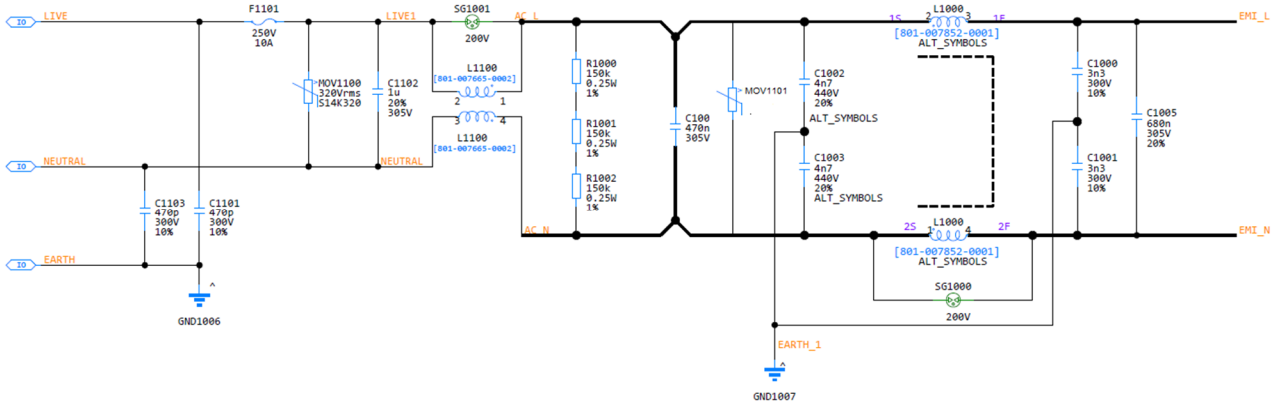 IO
LIVE
F1101
250V
10A
LIVE1
SG1001
200V
AC_L
L1100
[801-007665-0002]
2
1
3
4
L1100
[801-007665-0002]
MOV1100
320Vrms
S14K320
C1102
1u
20%
305V
IO
NEUTRAL
NEUTRAL
C1103
470p
300V
10%
C1101
470p
300V
10%
IO
EARTH
GND1006
AC_N
R1000
150k
0.25W
1%
R1001
150k
0.25W
1%
R1002
150k
0.25W
1%
C100
470n
305V
MOV1101
C1002
4n7
440V
20%
ALT_SYMBOLS
C1003
4n7
440V
20%
ALT_SYMBOLS
1S
2
L1000
3
1F
[801-007852-0001]
ALT_SYMBOLS
EMI_L
C1000
3n3
300V
10%
C1005
680n
305V
20%
C1001
3n3
300V
10%
2S
1
L1000
4
2F
[801-007852-0001]
ALT_SYMBOLS
EMI_N
SG1000
200V
EARTH_1
GND1007